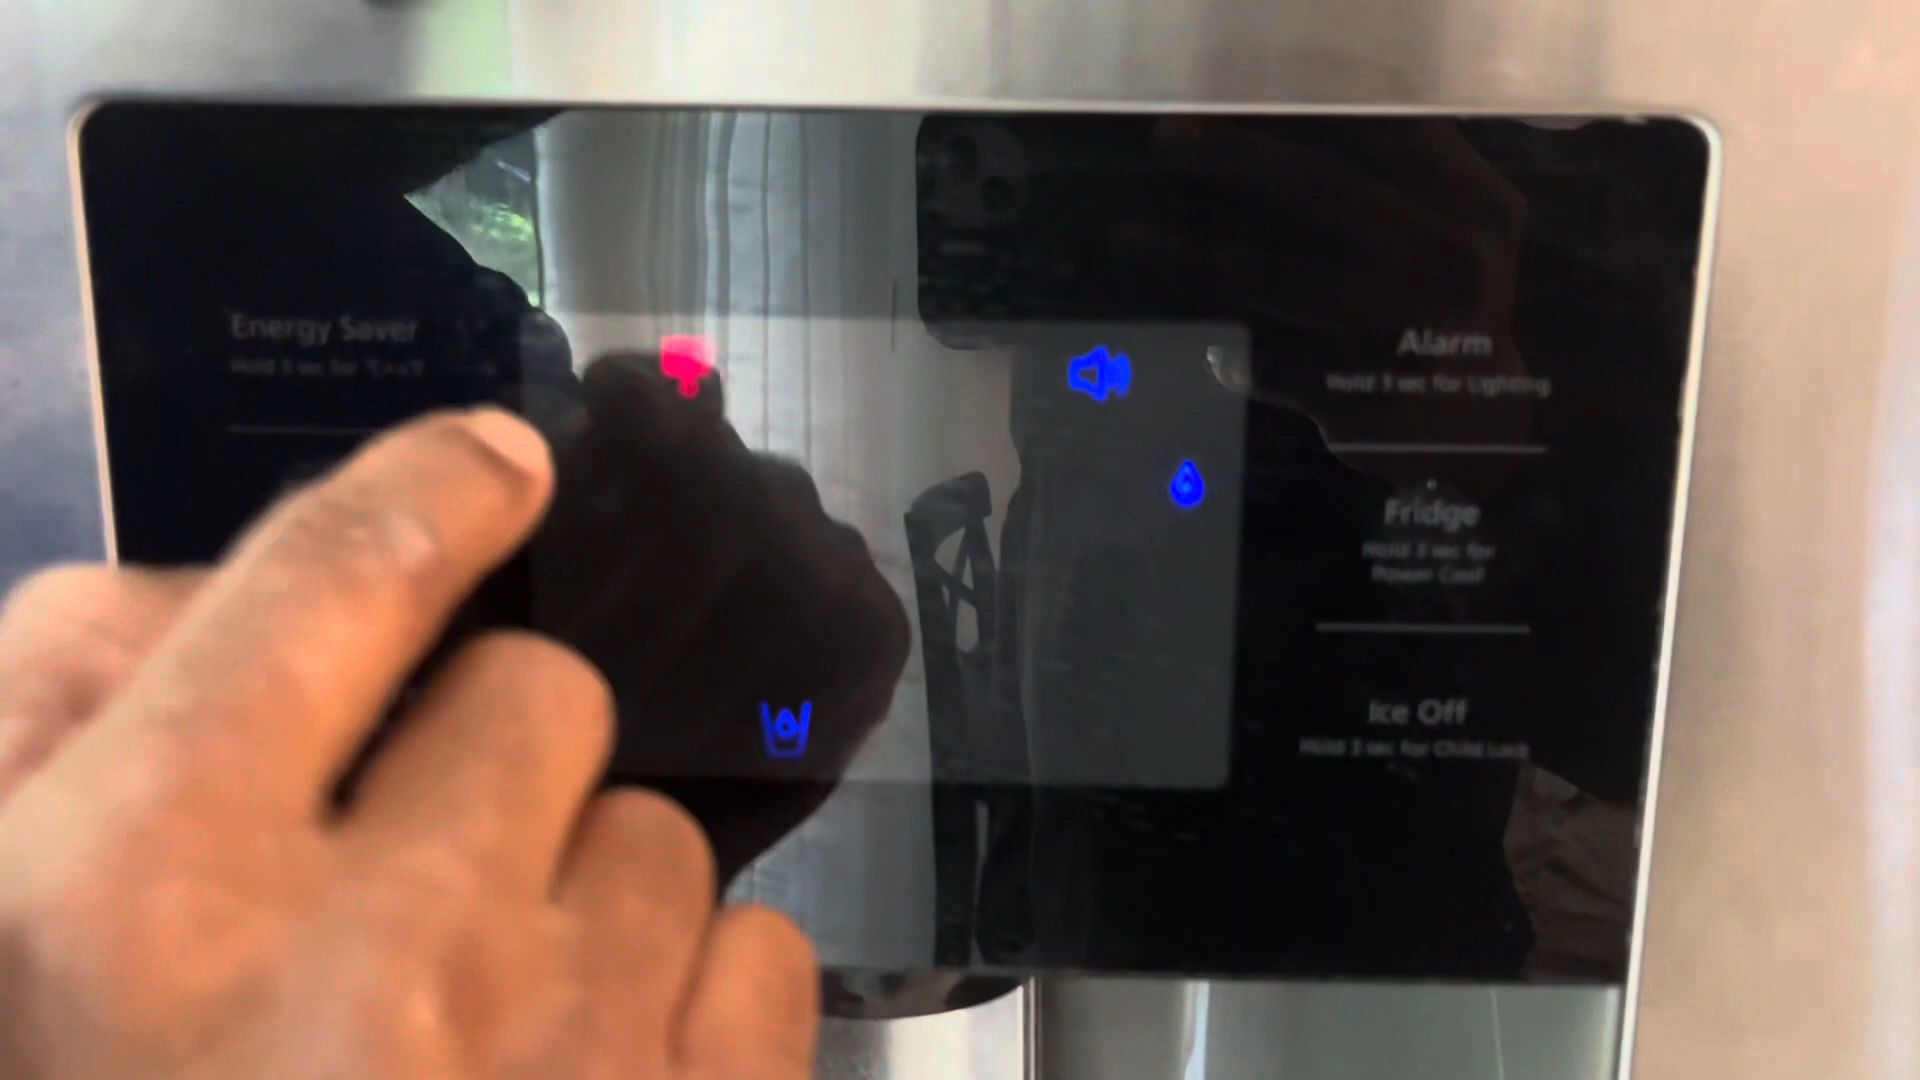 Energy Saver
Hold 3 sec for °C↔°F
Alarm
Hold 3 sec for Lighting
Fridge
Hold 3 sec for
Power Cool
Ice Off
Hold 3 sec for Child Lock